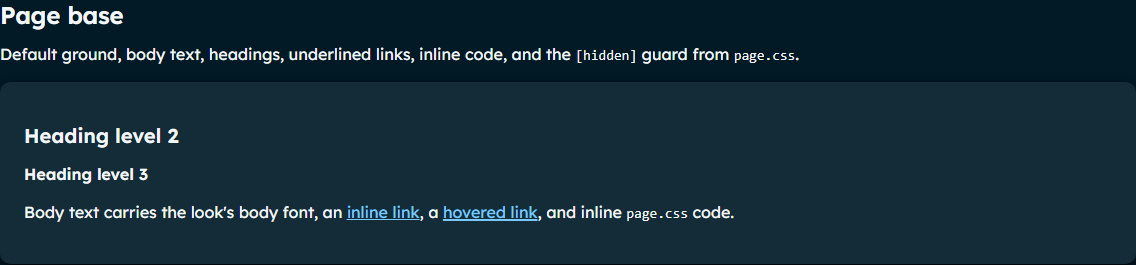 Page base
Default ground, body text, headings, underlined links, inline code, and the [hidden] guard from page.css.
Heading level 2
Heading level 3
Body text carries the look's body font, an inline link, a hovered link, and inline page.css code.